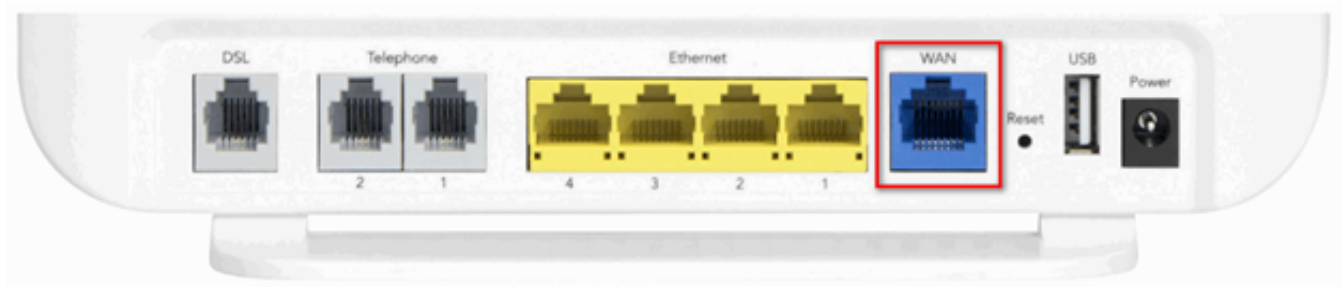 DSL
Telephone
Ethernet
WAN
USB
Power
Reset
2 1
4 3 2 1